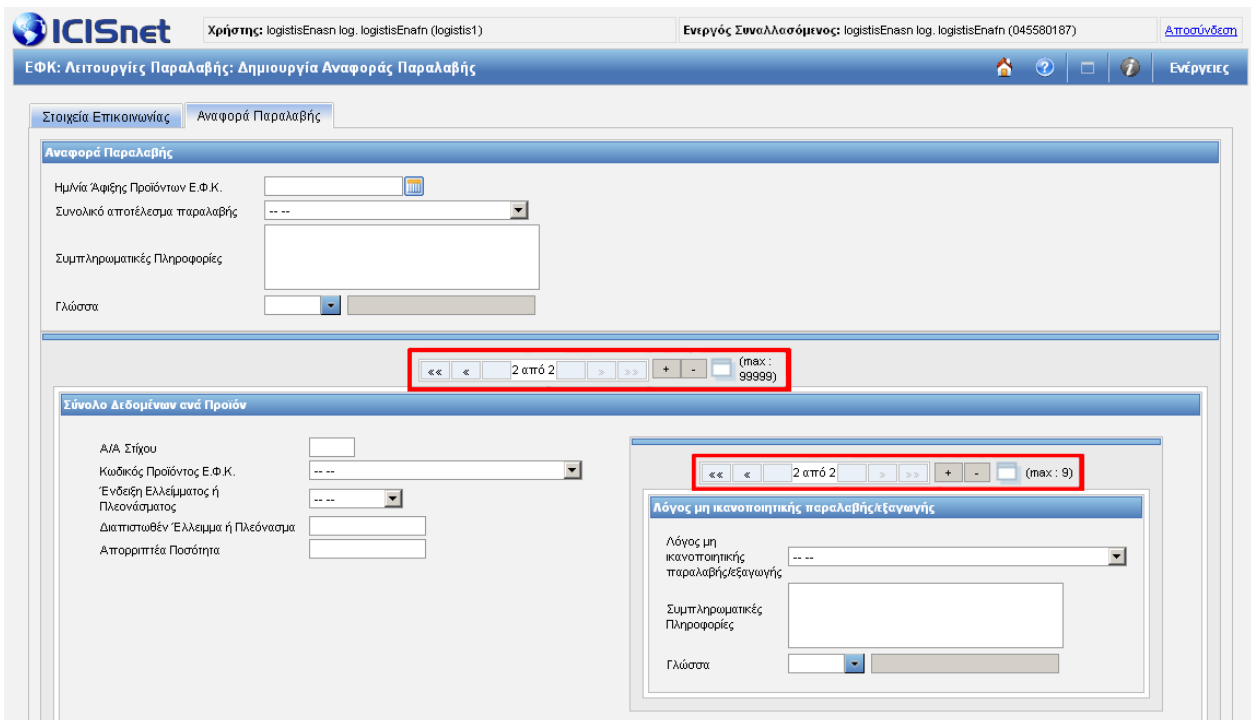 ICISnet
Χρήστης: logistisEnasn log. logistisEnafn (logistis1)
Ενεργός Συναλλασόμενος: logistisEnasn log. logistisEnafn (045580187)
Αποσύνδεση
ΕΦΚ: Λειτουργίες Παραλαβής: Δημιουργία Αναφοράς Παραλαβής
Ενέργειες
Στοιχεία Επικοινωνίας
Αναφορά Παραλαβής
Αναφορά Παραλαβής
Ημ/νία Άφιξης Προϊόντων Ε.Φ.Κ.
Συνολικό αποτέλεσμα παραλαβής
-- --
Συμπληρωματικές Πληροφορίες
Γλώσσα
<< < 2 από 2 > >> + - (max :
99999)
Σύνολο Δεδομένων ανά Προϊόν
Α/Α Στίχου
Κωδικός Προϊόντος Ε.Φ.Κ.
-- --
Ένδειξη Ελλείμματος ή
Πλεονάσματος
-- --
Διαπιστωθέν Έλλειμμα ή Πλεόνασμα
Απορριπτέα Ποσότητα
<< < 2 από 2 > >> + - (max : 9)
Λόγος μη ικανοποιητικής παραλαβής/εξαγωγής
Λόγος μη
ικανοποιητικής
παραλαβής/εξαγωγής
-- --
Συμπληρωματικές
Πληροφορίες
Γλώσσα